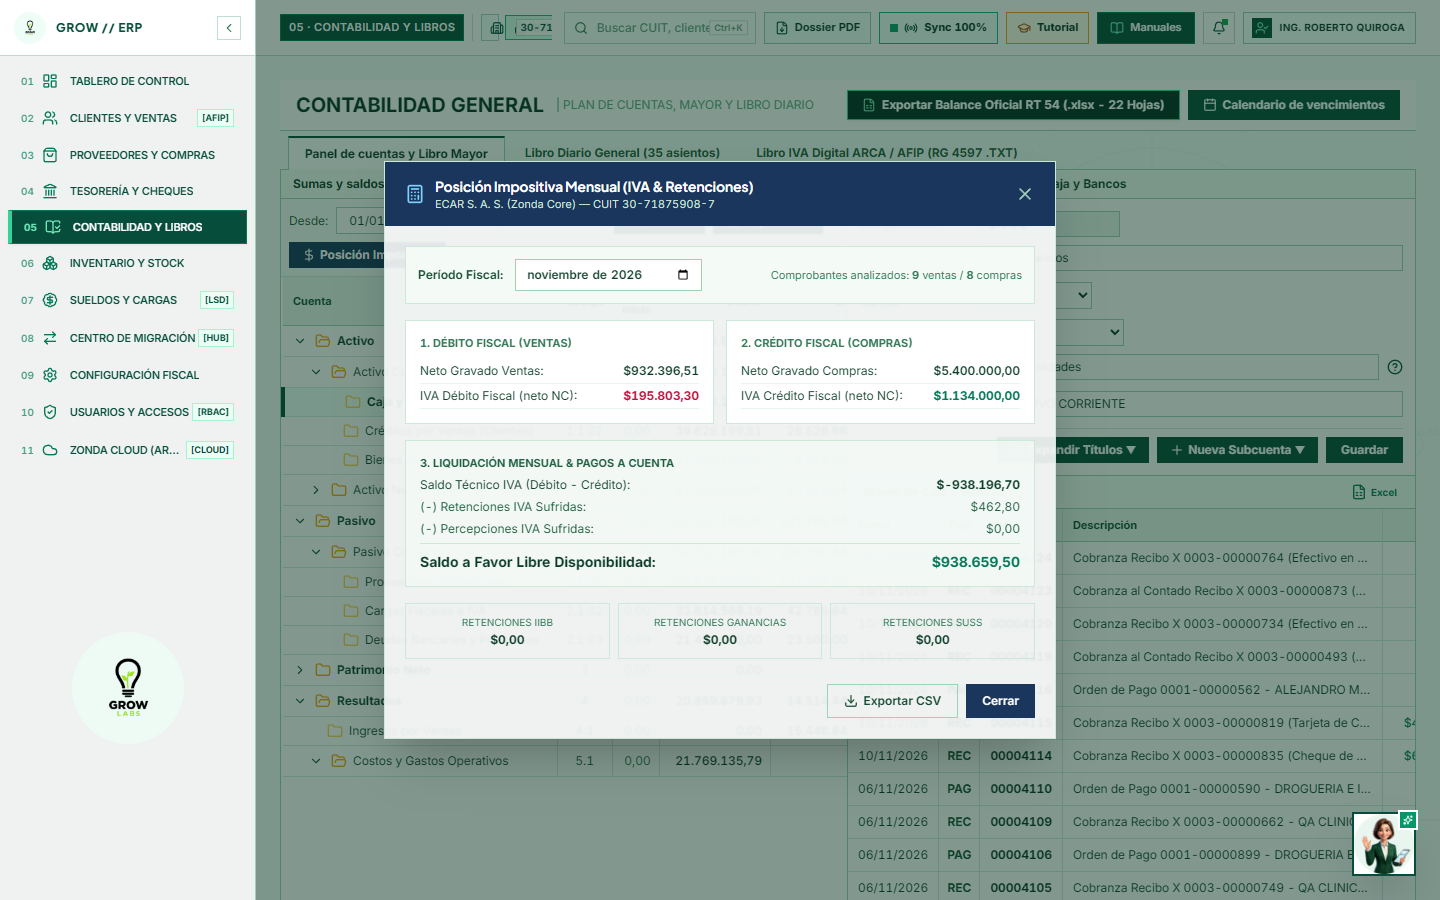 GROW // ERP
01 TABLERO DE CONTROL
02 CLIENTES Y VENTAS [AFIP]
03 PROVEEDORES Y COMPRAS
04 TESORERÍA Y CHEQUES
05 CONTABILIDAD Y LIBROS
06 INVENTARIO Y STOCK
07 SUELDOS Y CARGAS [LSD]
08 CENTRO DE MIGRACIÓN [HUB]
09 CONFIGURACIÓN FISCAL
10 USUARIOS Y ACCESOS [RBAC]
11 ZONDA CLOUD (AR... [CLOUD]
GROW
LABS
05 · CONTABILIDAD Y LIBROS
30-71
Buscar CUIT, cliente
Ctrl+K
Dossier PDF
Sync 100%
Tutorial
Manuales
ING. ROBERTO QUIROGA
CONTABILIDAD GENERAL
| PLAN DE CUENTAS, MAYOR Y LIBRO DIARIO
Exportar Balance Oficial RT 54 (.xlsx - 22 Hojas)
Calendario de vencimientos
Panel de cuentas y Libro Mayor
Libro Diario General (35 asientos)
Libro IVA Digital ARCA / AFIP (RG 4597 .TXT)
Sumas y saldos
Desde: 01/01
$ Posición Im
Cuenta
Activo
Pasivo
Costos y Gastos Operativos 5.1 0,00 21.769.135,79
Posición Impositiva Mensual (IVA & Retenciones)
ECAR S. A. S. (Zonda Core) — CUIT 30-71875908-7
Período Fiscal: noviembre de 2026
Comprobantes analizados: 9 ventas / 8 compras
1. DÉBITO FISCAL (VENTAS)
Neto Gravado Ventas: $932.396,51
IVA Débito Fiscal (neto NC): $195.803,30
2. CRÉDITO FISCAL (COMPRAS)
Neto Gravado Compras: $5.400.000,00
IVA Crédito Fiscal (neto NC): $1.134.000,00
3. LIQUIDACIÓN MENSUAL & PAGOS A CUENTA
Saldo Técnico IVA (Débito - Crédito): $-938.196,70
(-) Retenciones IVA Sufridas: $462,80
(-) Percepciones IVA Sufridas: $0,00
Saldo a Favor Libre Disponibilidad: $938.659,50
RETENCIONES IIBB
$0,00
RETENCIONES GANANCIAS
$0,00
RETENCIONES SUSS
$0,00
Exportar CSV
Cerrar
aja y Bancos
CORRIENTE
ndir Títulos ▼
+ Nueva Subcuenta ▼
Guardar
Excel
Descripción
Cobranza Recibo X 0003-00000764 (Efectivo en ...
Cobranza al Contado Recibo X 0003-00000873 (...
Cobranza Recibo X 0003-00000734 (Efectivo en ...
Cobranza al Contado Recibo X 0003-00000493 (...
Orden de Pago 0001-00000562 - ALEJANDRO M...
Cobranza Recibo X 0003-00000819 (Tarjeta de C...
10/11/2026 REC 00004114 Cobranza Recibo X 0003-00000835 (Cheque de ...
06/11/2026 PAG 00004110 Orden de Pago 0001-00000590 - DROGUERIA E I...
06/11/2026 REC 00004109 Cobranza Recibo X 0003-00000662 - QA CLINIC
06/11/2026 PAG 00004106 Orden de Pago 0001-00000899 - DROGUERIA E
06/11/2026 REC 00004105 Cobranza Recibo X 0003-00000749 - QA CLINIC...